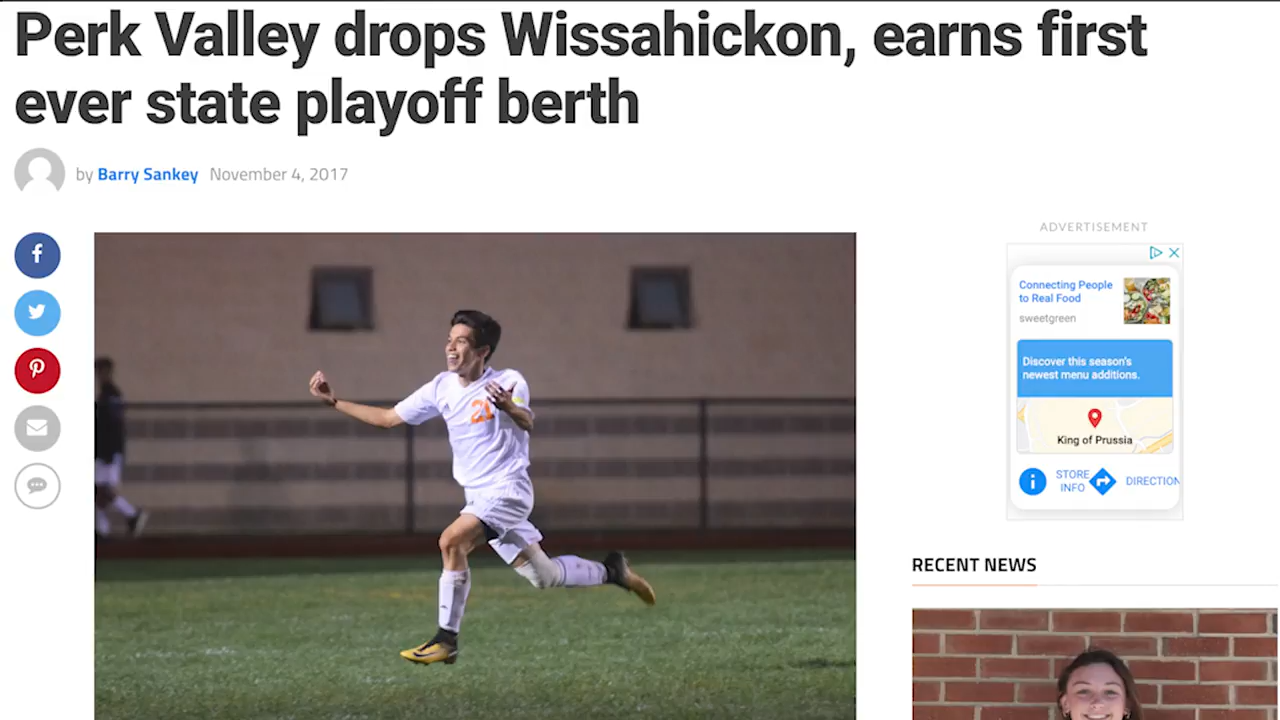 Perk Valley drops Wissahickon, earns first
ever state playoff berth
by Barry Sankey November 4, 2017
ADVERTISEMENT
Connecting People
to Real Food
sweetgreen
Discover this season's
newest menu additions.
King of Prussia
STORE
INFO
DIRECTION
21
RECENT NEWS